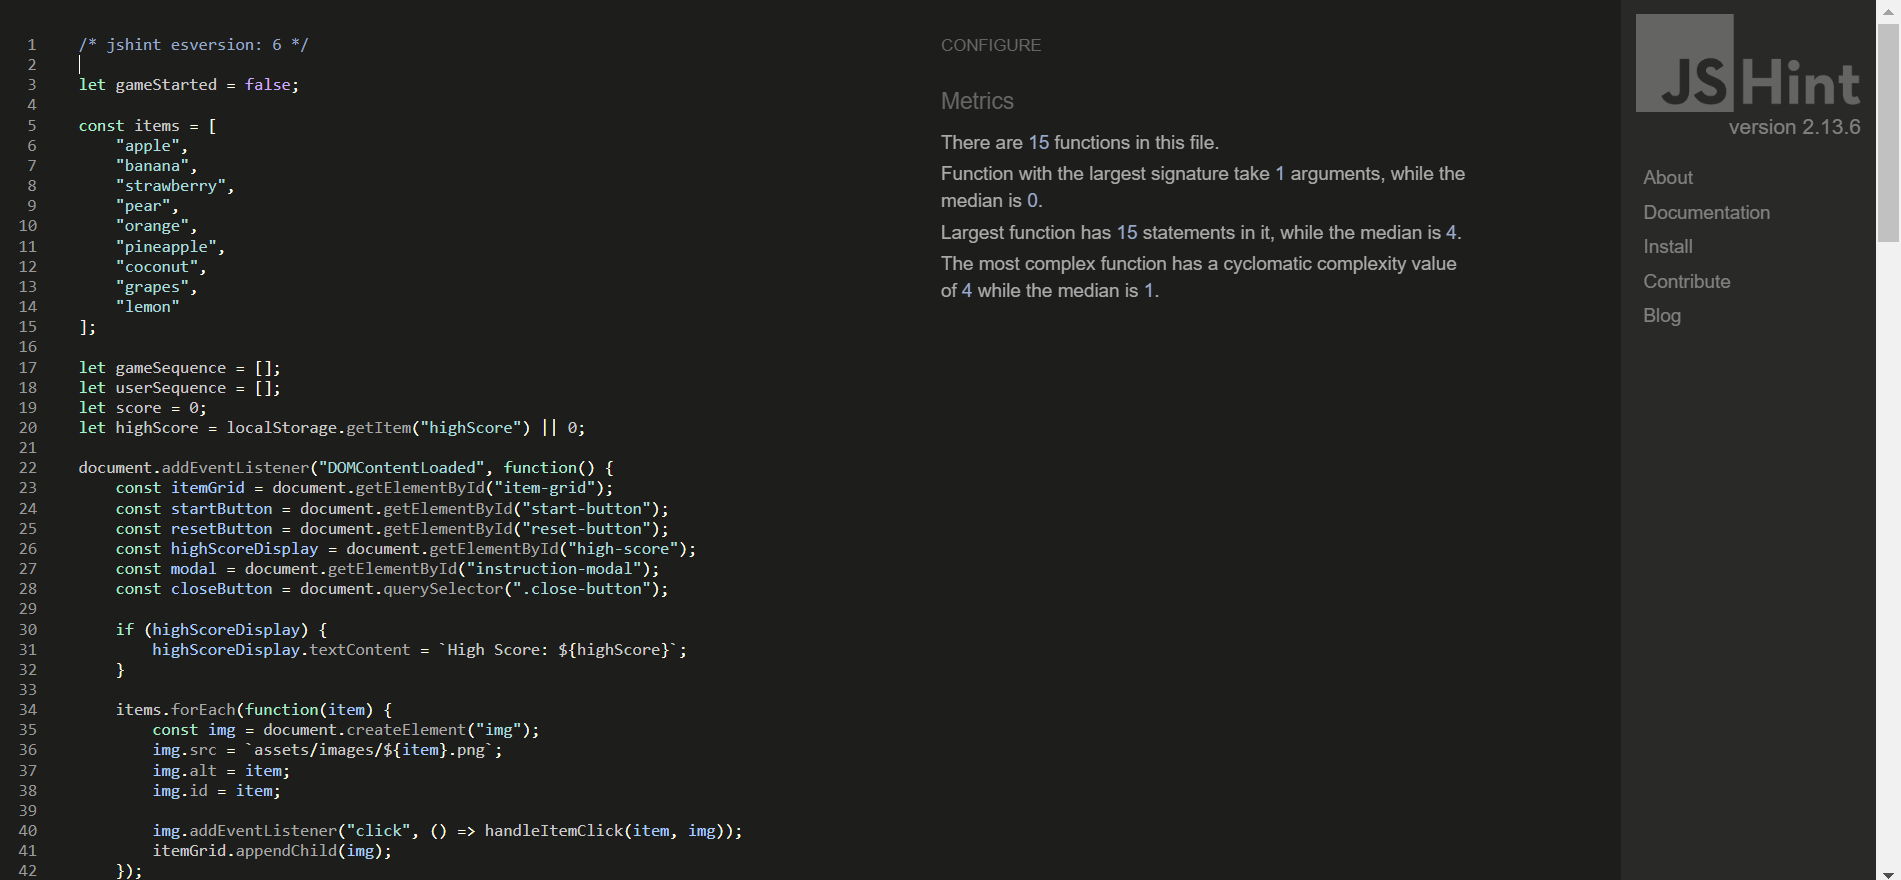 1 /* jshint esversion: 6 */
2
3 let gameStarted = false;
4
5 const items = [
6 "apple",
7 "banana",
8 "strawberry",
9 "pear",
10 "orange",
11 "pineapple",
12 "coconut",
13 "grapes",
14 "lemon"
15 ];
16
17 let gameSequence = [];
18 let userSequence = [];
19 let score = 0;
20 let highScore = localStorage.getItem("highScore") || 0;
21
22 document.addEventListener("DOMContentLoaded", function() {
23 const itemGrid = document.getElementById("item-grid");
24 const startButton = document.getElementById("start-button");
25 const resetButton = document.getElementById("reset-button");
26 const highScoreDisplay = document.getElementById("high-score");
27 const modal = document.getElementById("instruction-modal");
28 const closeButton = document.querySelector(".close-button");
29
30 if (highScoreDisplay) {
31 highScoreDisplay.textContent = `High Score: ${highScore}`;
32 }
33
34 items.forEach(function(item) {
35 const img = document.createElement("img");
36 img.src = `assets/images/${item}.png`;
37 img.alt = item;
38 img.id = item;
39
40 img.addEventListener("click", () => handleItemClick(item, img));
41 itemGrid.appendChild(img);
42 });
CONFIGURE
Metrics
There are 15 functions in this file.
Function with the largest signature take 1 arguments, while the
median is 0.
Largest function has 15 statements in it, while the median is 4.
The most complex function has a cyclomatic complexity value
of 4 while the median is 1.
JSHint
version 2.13.6
About
Documentation
Install
Contribute
Blog